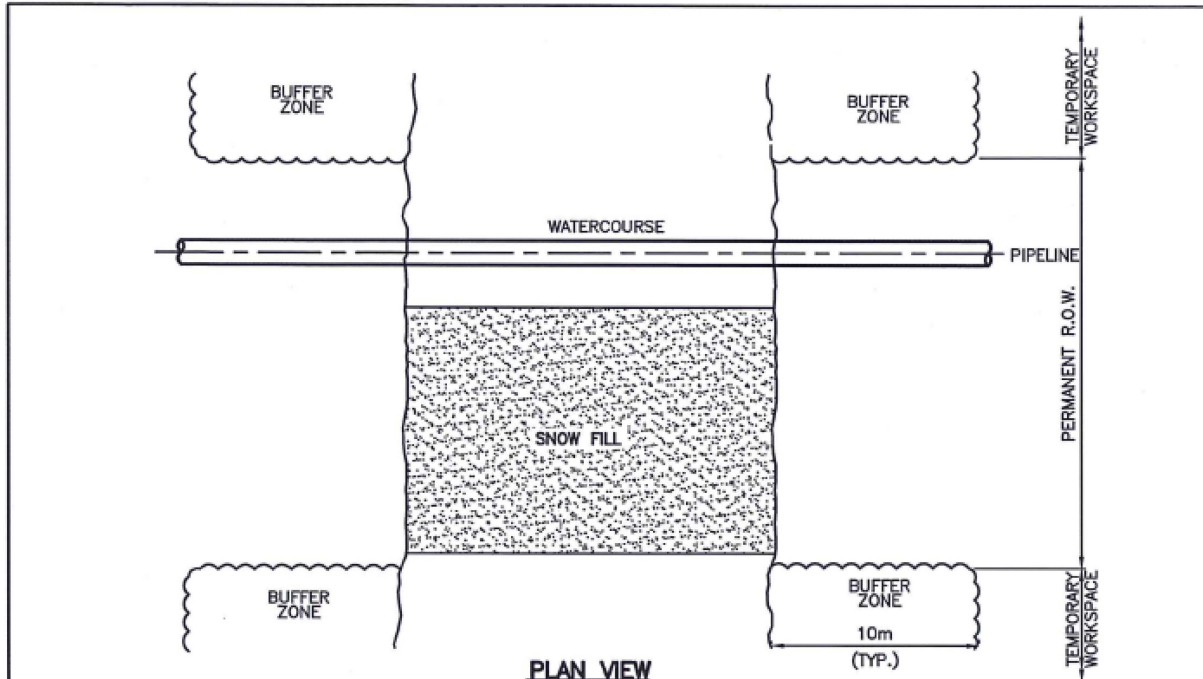 BUFFER
ZONE
BUFFER
ZONE
TEMPORARY
WORKSPACE
WATERCOURSE
PIPELINE
PERMANENT R.O.W.
SNOW FILL
BUFFER
ZONE
BUFFER
ZONE
10m
(TYP.)
TEMPORARY
WORKSPACE
PLAN VIEW